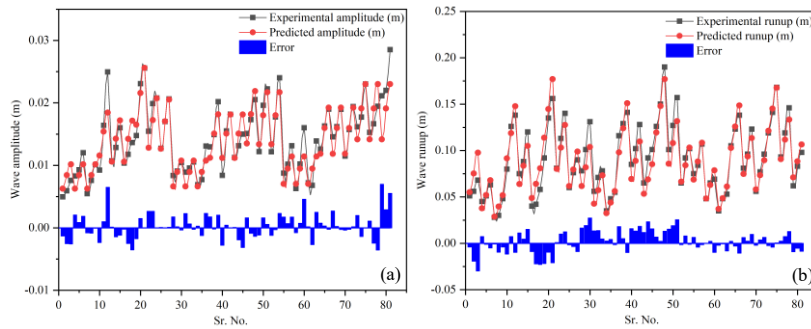 Experimental amplitude (m)
Predicted amplitude (m)
Error
Wave amplitude (m)
0.03
0.02
0.01
0.00
-0.01
0 10 20 30 40 50 60 70 80
Sr. No.
(a)
Experimental runup (m)
Predicted runup (m)
Error
Wave runup (m)
0.25
0.20
0.15
0.10
0.05
0.00
-0.05
0 10 20 30 40 50 60 70 80
Sr. No.
(b)